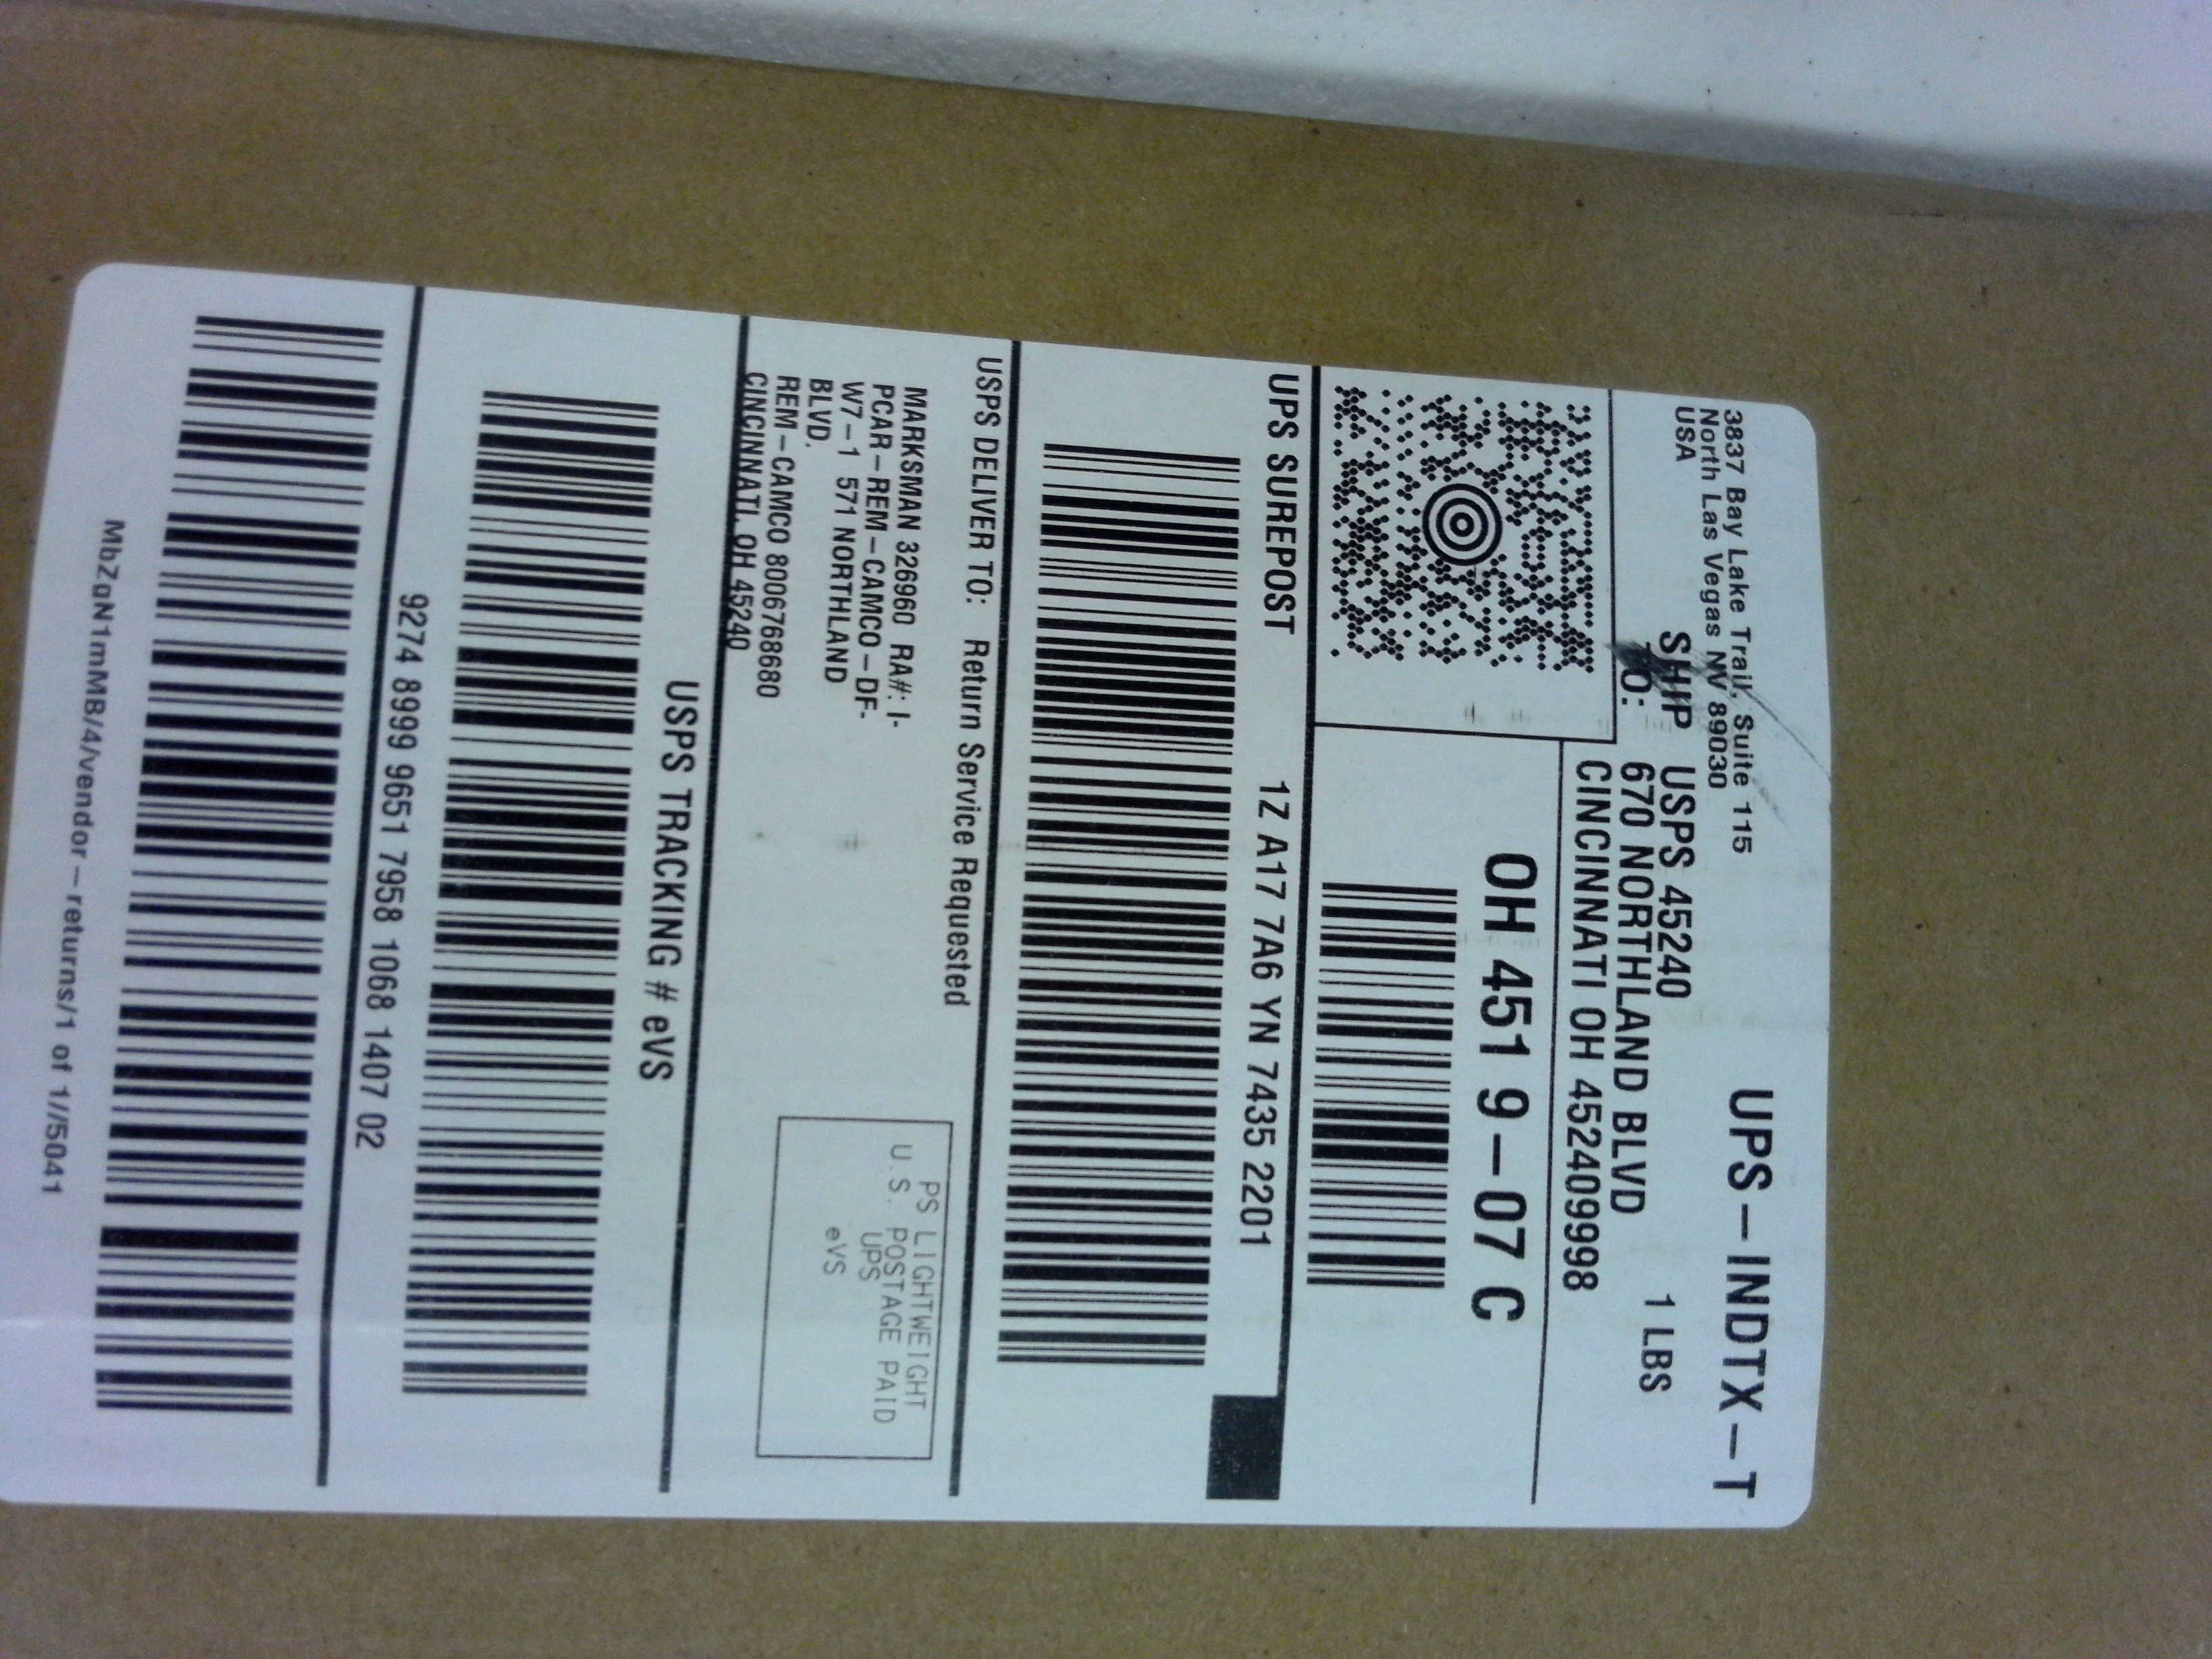 3837 Bay Lake Trail, Suite 115
North Las Vegas NV 89030
USA
UPS-INDTX-T
1 LBS
SHIP
TO:
USPS 45240
670 NORTHLAND BLVD
CINCINNATI OH 452409998
OH 451 9-07 C
UPS SUREPOST
1Z A17 7A6 YN 7435 2201
USPS DELIVER TO: Return Service Requested
MARKSMAN 326960 RA#: I-
PCAR-REM-CAMCO-DF-
W7-1 571 NORTHLAND
BLVD.
REM-CAMCO 8006768680
CINCINNATI, OH 45240
PS LIGHTWEIGHT
U.S. POSTAGE PAID
UPS
eVS
USPS TRACKING # eVS
9274 8999 9651 7958 1068 1407 02
MbZgN1mMB/4/vendor-returns/1 of 1//5041